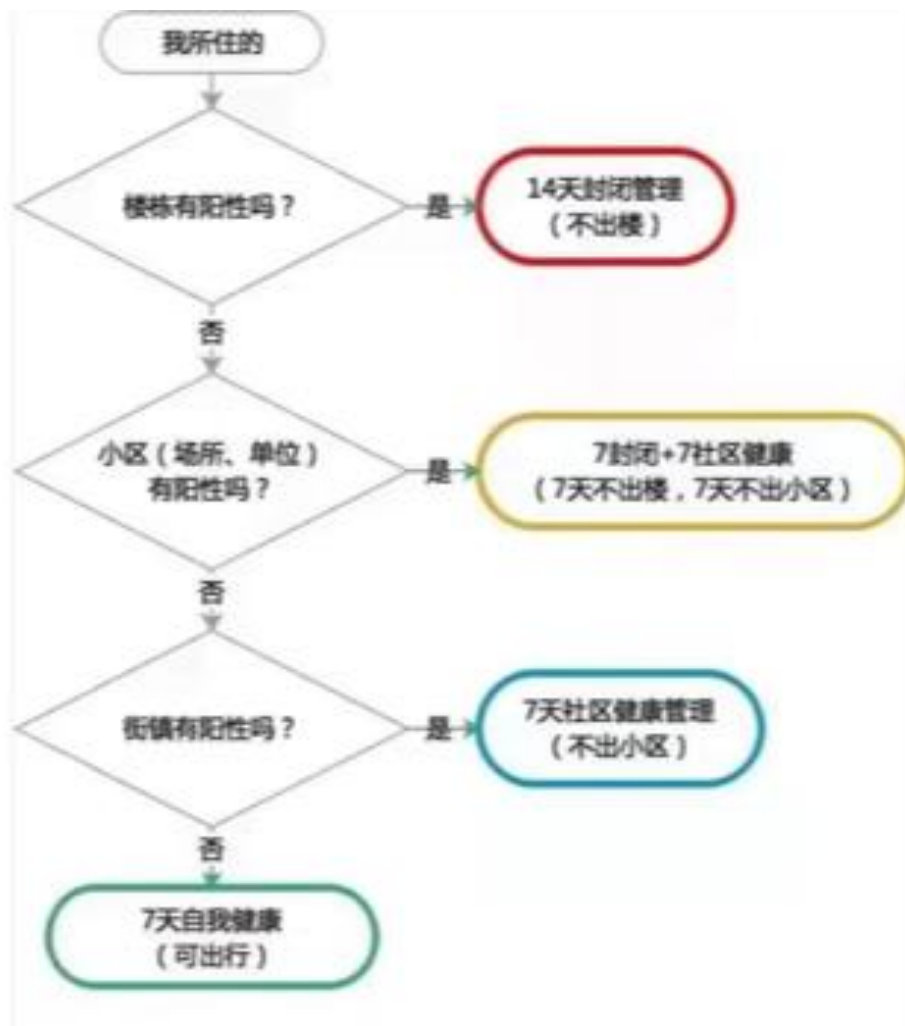 我所住的
楼栋有阳性吗？
是
14天封闭管理
（不出楼）
否
小区（场所、单位）
有阳性吗？
是
7封闭+7社区健康
（7天不出楼，7天不出小区）
否
街镇有阳性吗？
是
7天社区健康管理
（不出小区）
否
7天自我健康
（可出行）